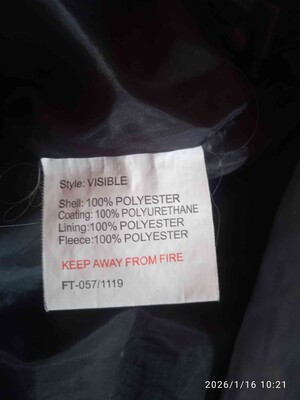 Style: VISIBLE
Shell: 100% POLYESTER
Coating: 100% POLYURETHANE
Lining:100% POLYESTER
Fleece:100% POLYESTER
KEEP AWAY FROM FIRE
FT-057/1119
2026/1/16 10:21